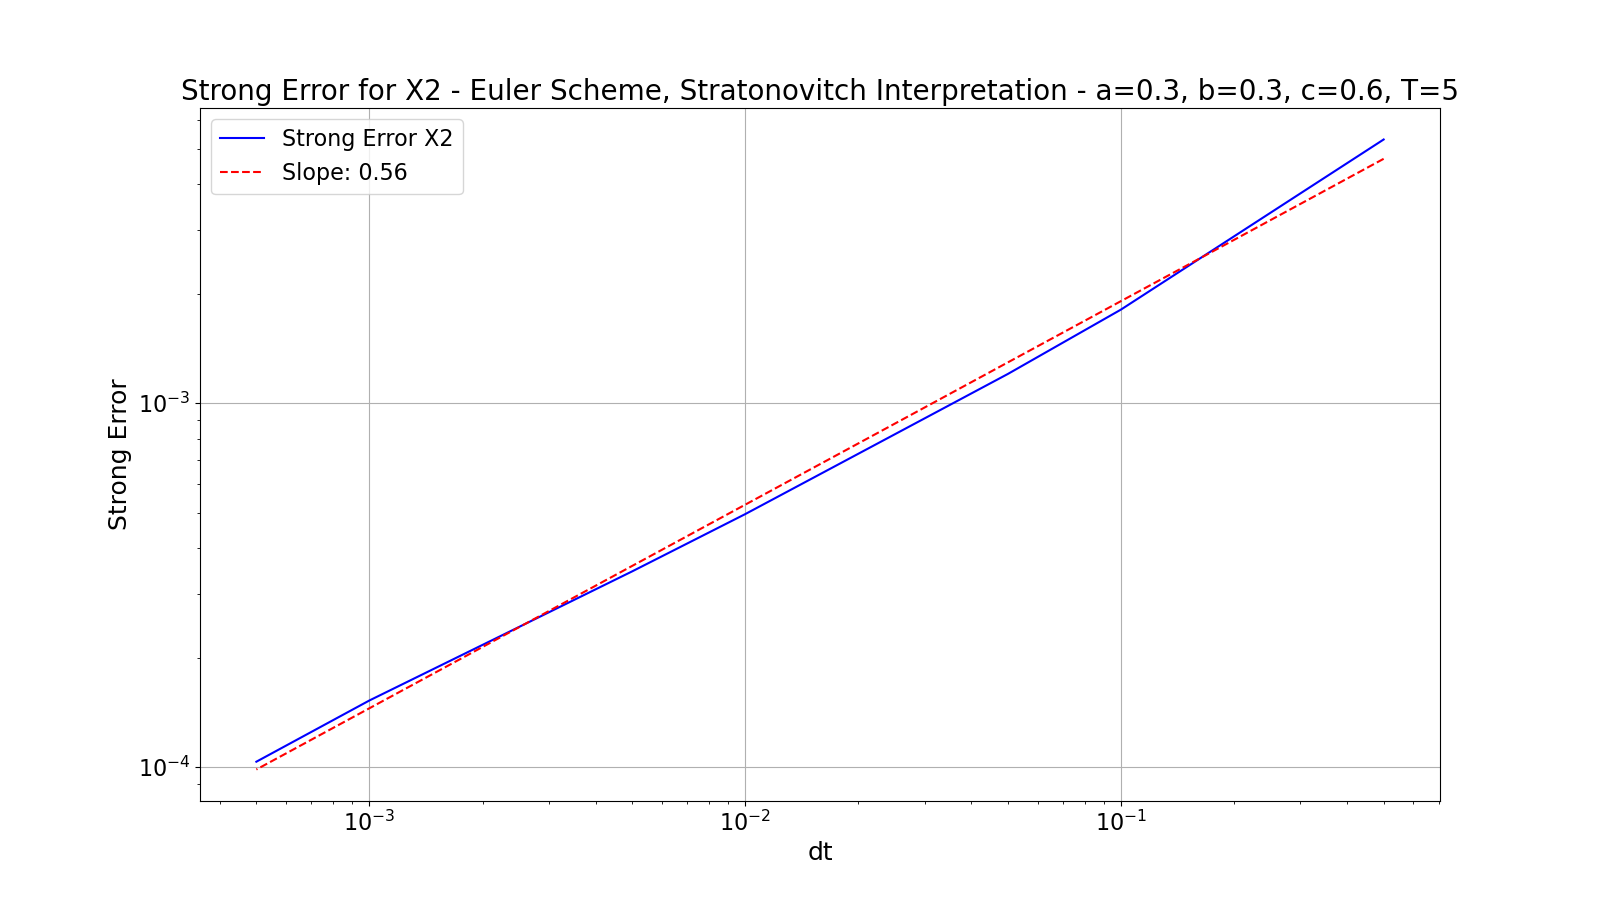 Strong Error for X2 - Euler Scheme, Stratonovitch Interpretation - a=0.3, b=0.3, c=0.6, T=5
Strong Error X2
Slope: 0.56
Strong Error
10⁻³
10⁻⁴
10⁻³ 10⁻² 10⁻¹
dt